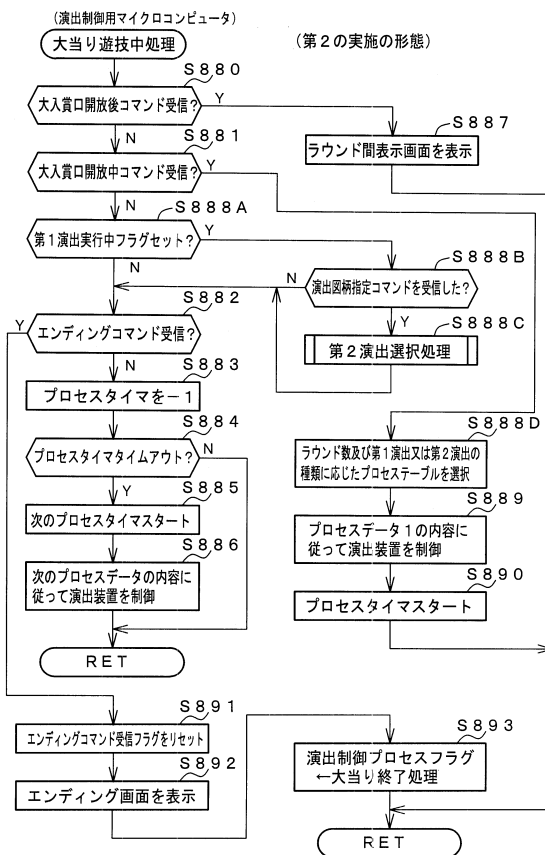 (演出制御用マイクロコンピュータ)
大当り遊技中処理
(第2の実施の形態)
S880
大入賞口開放後コマンド受信?
Y
N
S887
ラウンド間表示画面を表示
S881
大入賞口開放中コマンド受信?
Y
N
S888A
第1演出実行中フラグセット?
Y
N
S888B
演出図柄指定コマンドを受信した?
N
Y
S888C
第2演出選択処理
S882
エンディングコマンド受信?
Y
N
S883
プロセスタイマを-1
S884
プロセスタイマタイムアウト?
N
Y
S885
次のプロセスタイマスタート
S886
次のプロセスデータの内容に
従って演出装置を制御
RET
S888D
ラウンド数及び第1演出又は第2演出の
種類に応じたプロセステーブルを選択
S889
プロセスデータ1の内容に
従って演出装置を制御
S890
プロセスタイマスタート
S891
エンディングコマンド受信フラグをリセット
S892
エンディング画面を表示
S893
演出制御プロセスフラグ
←大当り終了処理
RET